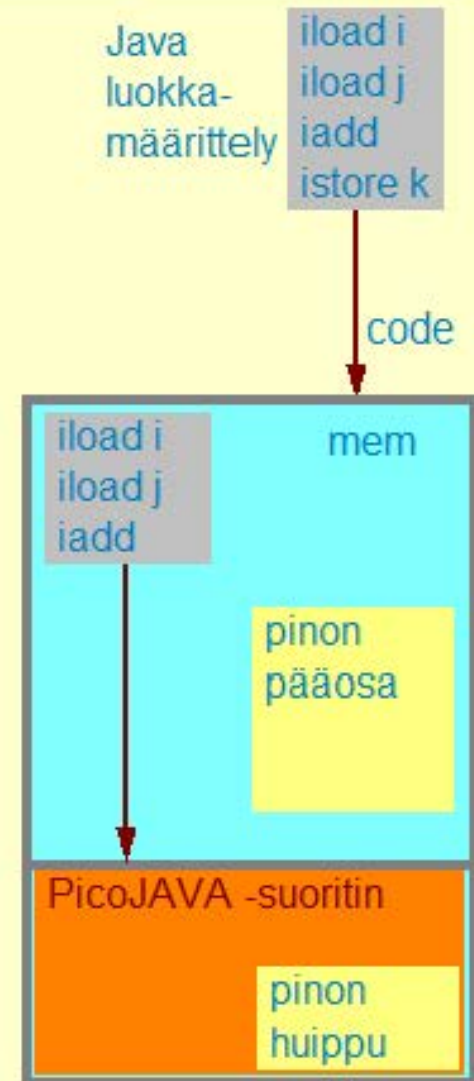 Java
luokka-
määrittely
iload i
iload j
iadd
istore k
code
iload i
iload j
iadd
mem
pinon
pääosa
PicoJAVA -suoritin
pinon
huippu